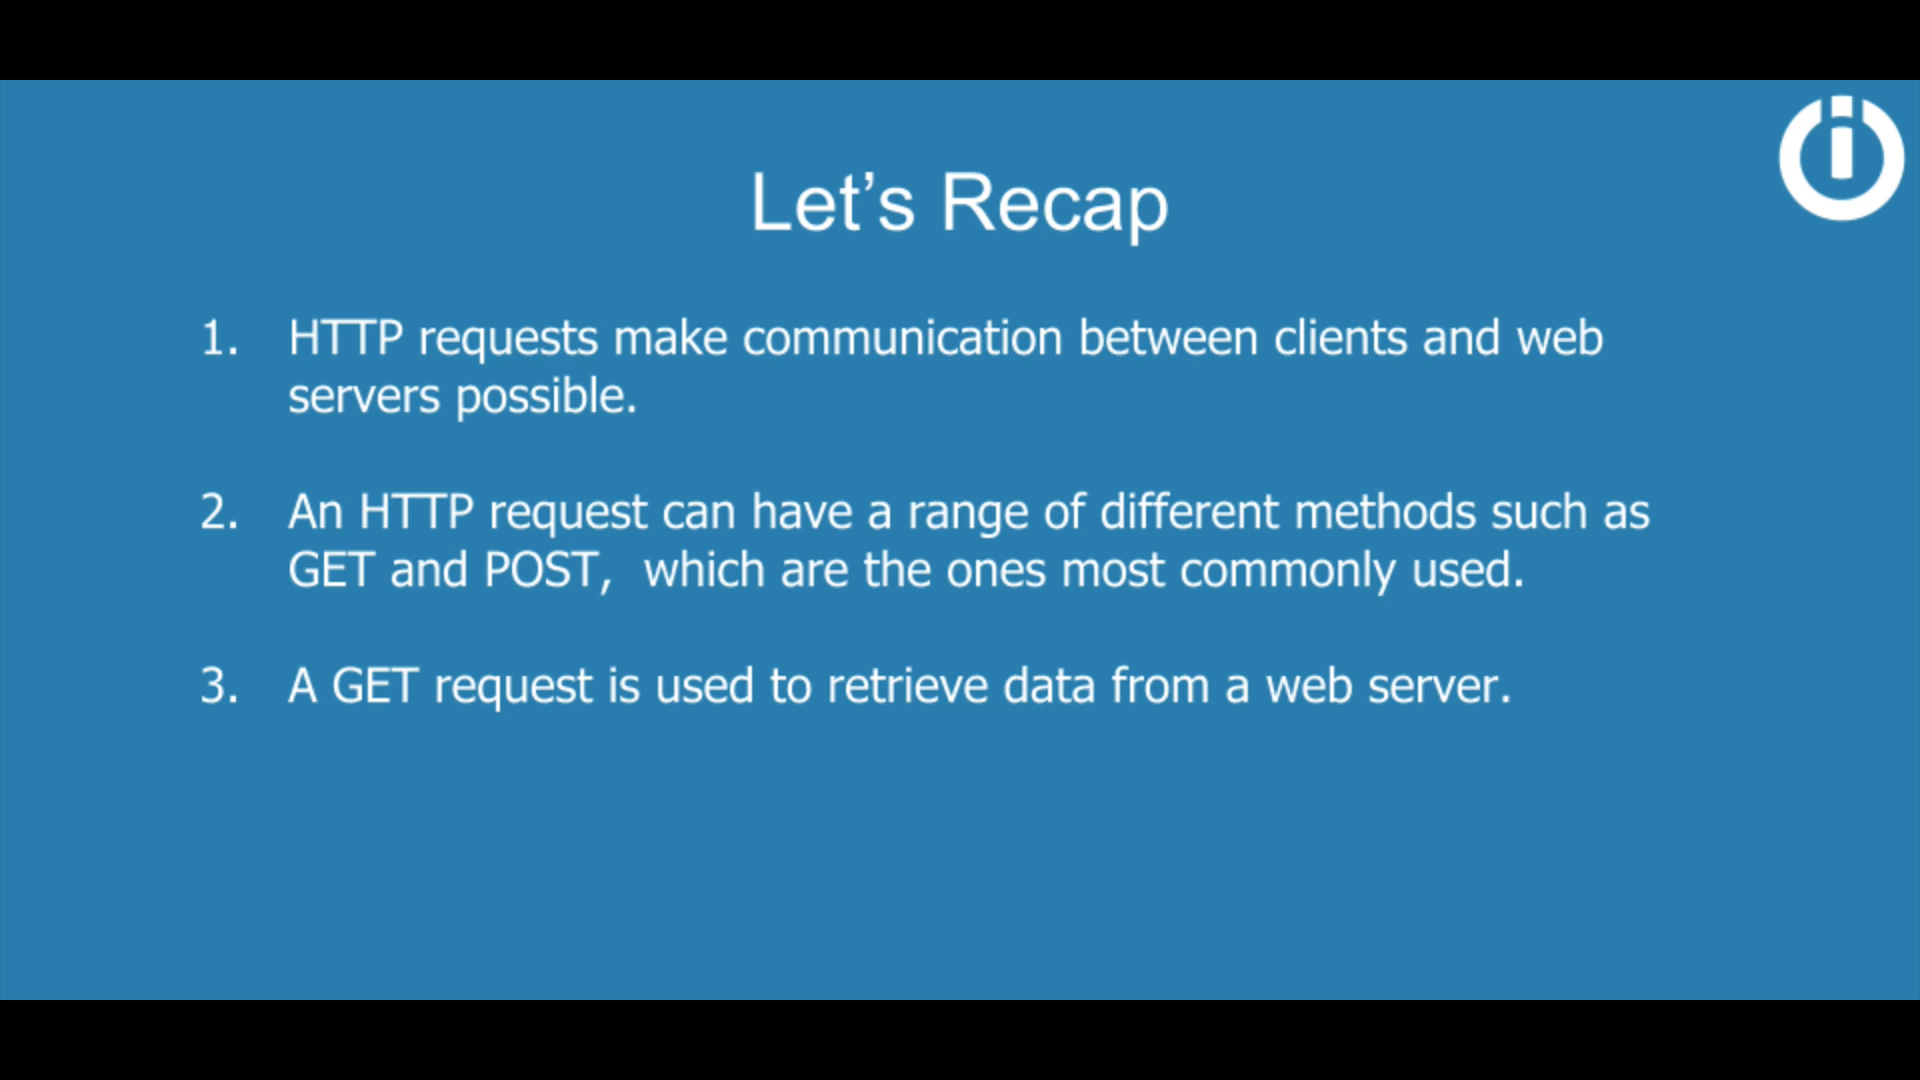 Let’s Recap
1. HTTP requests make communication between clients and web
servers possible.
2. An HTTP request can have a range of different methods such as
GET and POST,  which are the ones most commonly used.
3. A GET request is used to retrieve data from a web server.